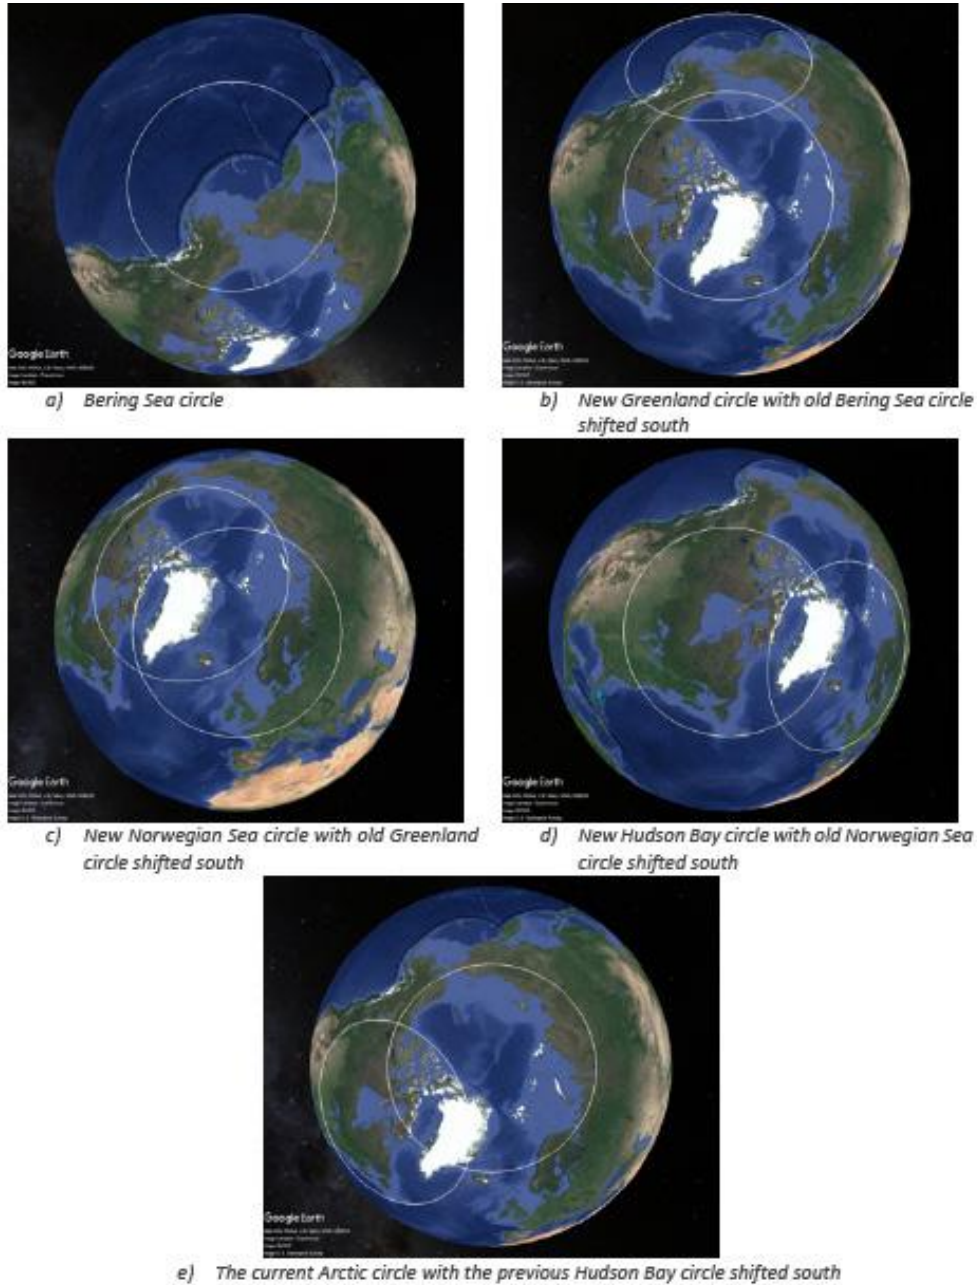 Google Earth
Google Earth
a) Bering Sea circle
b) New Greenland circle with old Bering Sea circle
shifted south
Google Earth
Google Earth
c) New Norwegian Sea circle with old Greenland
circle shifted south
d) New Hudson Bay circle with old Norwegian Sea
circle shifted south
Google Earth
e) The current Arctic circle with the previous Hudson Bay circle shifted south